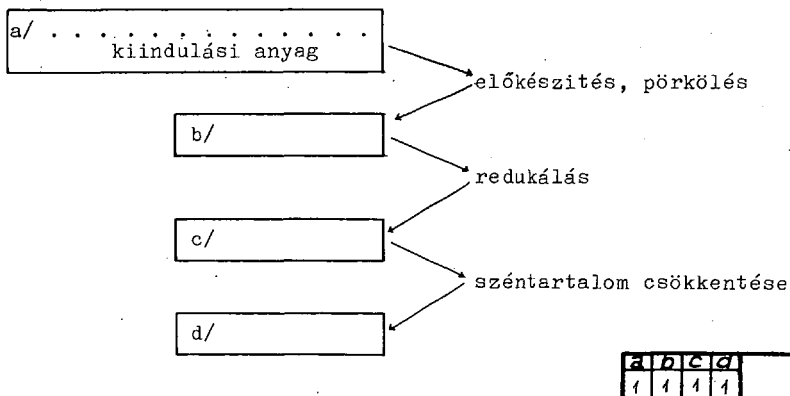 a/ . . . . . . . . . . . . . .
kiindulási anyag
előkészités, pörkölés
b/
redukálás
c/
széntartalom csökkentése
d/
a b c d
1 1 1 1